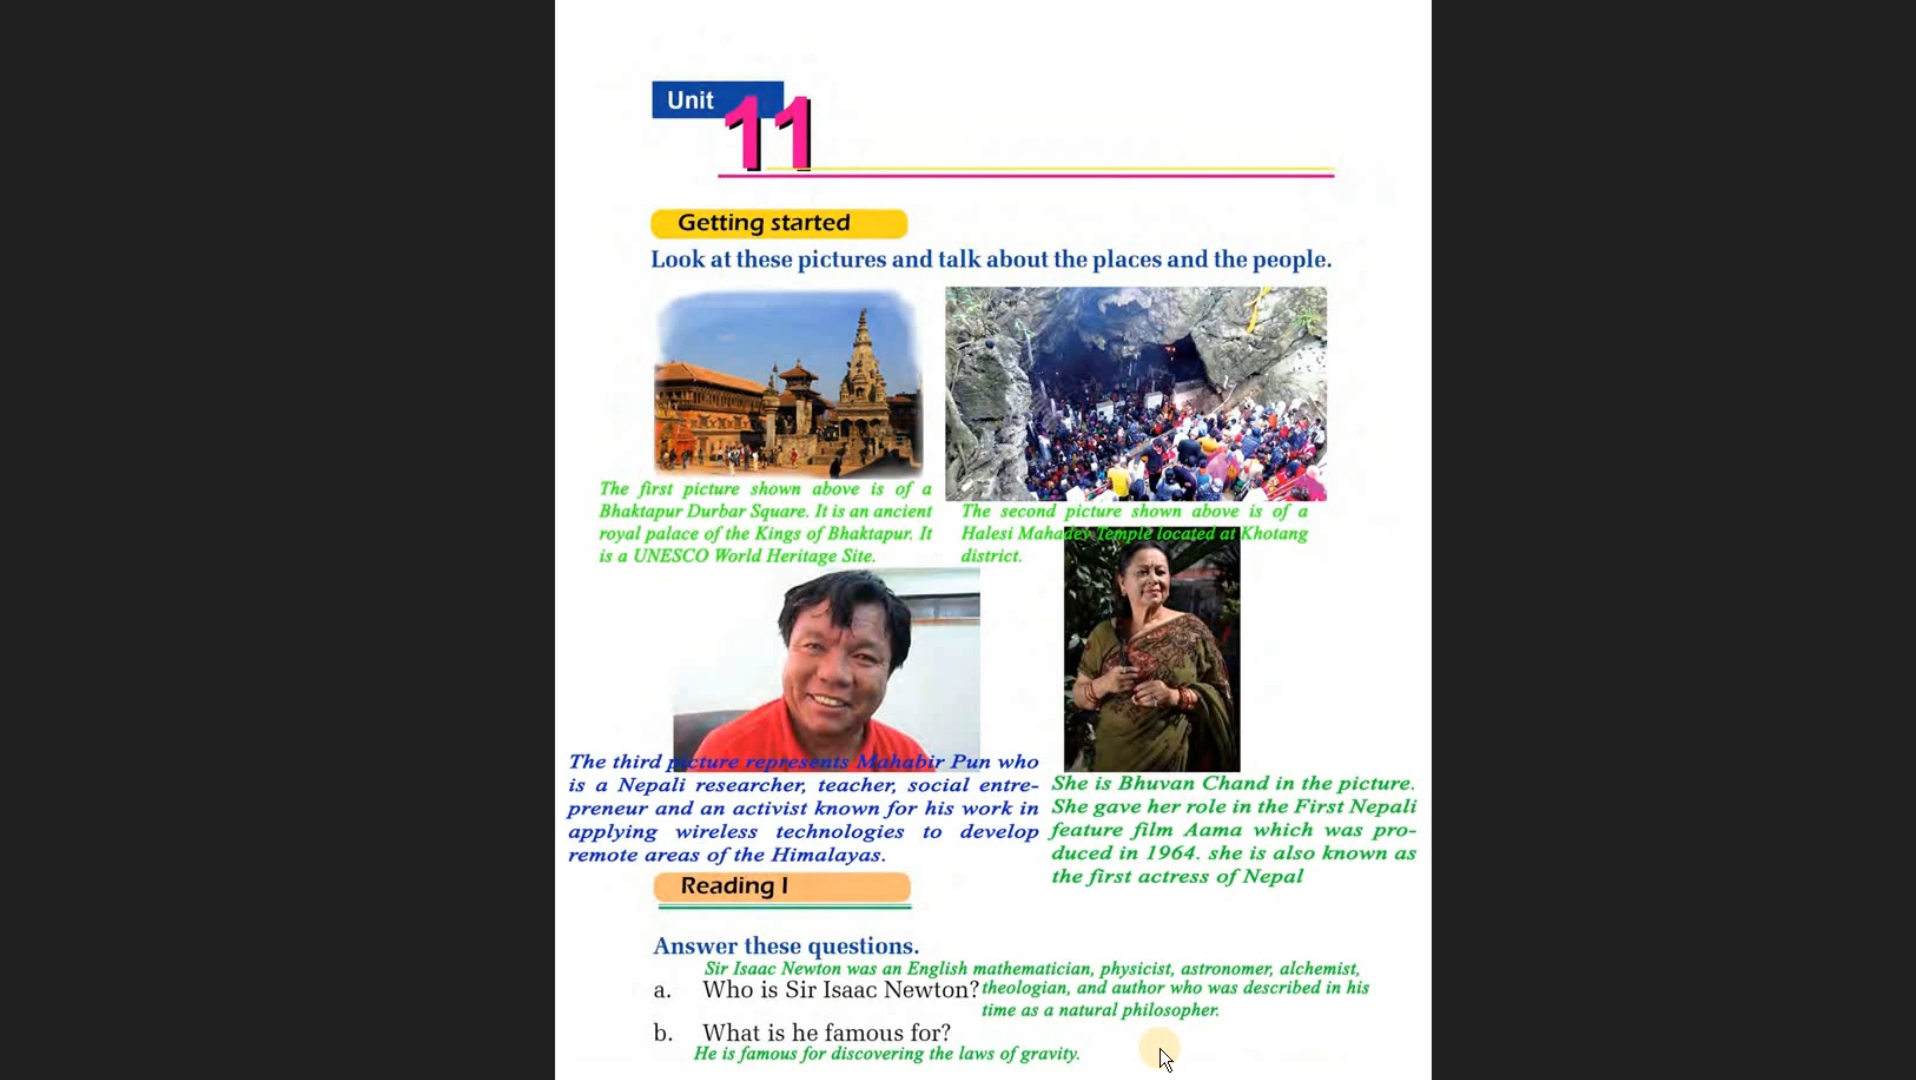 Unit
11
Getting started
Look at these pictures and talk about the places and the people.
The first picture shown above is of a
Bhaktapur Durbar Square. It is an ancient
royal palace of the Kings of Bhaktapur. It
is a UNESCO World Heritage Site.
The second picture shown above is of a
Halesi Mahadev Temple located at Khotang
district.
The third picture represents Mahabir Pun who
is a Nepali researcher, teacher, social entre-
preneur and an activist known for his work in
applying wireless technologies to develop
remote areas of the Himalayas.
She is Bhuvan Chand in the picture.
She gave her role in the First Nepali
feature film Aama which was pro-
duced in 1964. she is also known as
the first actress of Nepal
Reading I
Answer these questions.
a. Who is Sir Isaac Newton?
Sir Isaac Newton was an English mathematician, physicist, astronomer, alchemist,
theologian, and author who was described in his
time as a natural philosopher.
b. What is he famous for?
He is famous for discovering the laws of gravity.